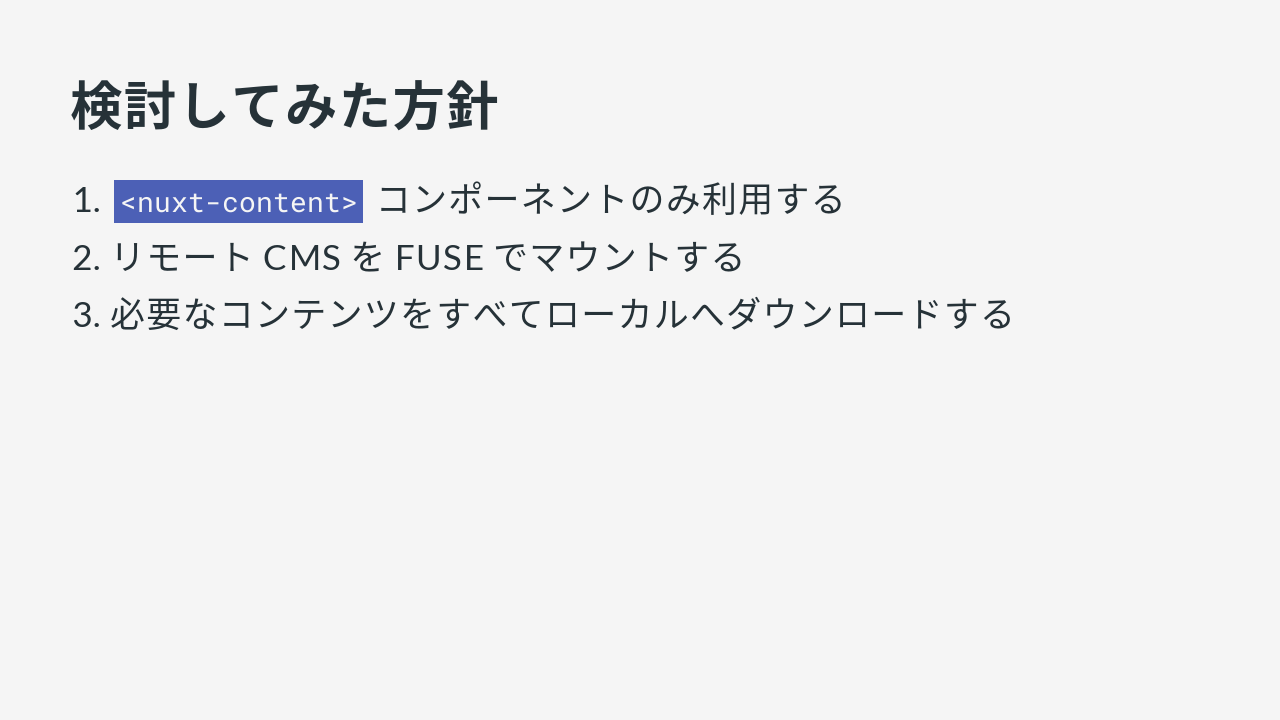 検討してみた方針
1. <nuxt-content> コンポーネントのみ利用する
2. リモート CMS を FUSE でマウントする
3. 必要なコンテンツをすべてローカルへダウンロードする